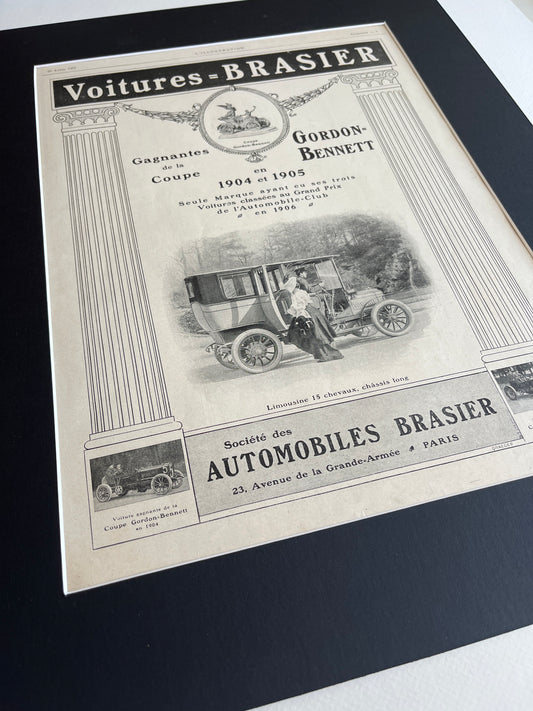 L'ILLUSTRATION
Voitures=BRASIER
Coupe
Gordon-Bennett
Gagnantes
de la
Coupe
GORDON-
BENNETT
en
1904 et 1905
Seule Marque ayant eu ses trois
Voitures classées au Grand Prix
de l'Automobile-Club
en 1906
Limousine 15 chevaux, châssis long
Société des
AUTOMOBILES BRASIER
23, Avenue de la Grande-Armée PARIS
Voiture gagnante de la
Coupe Gordon-Bennett
en 1904